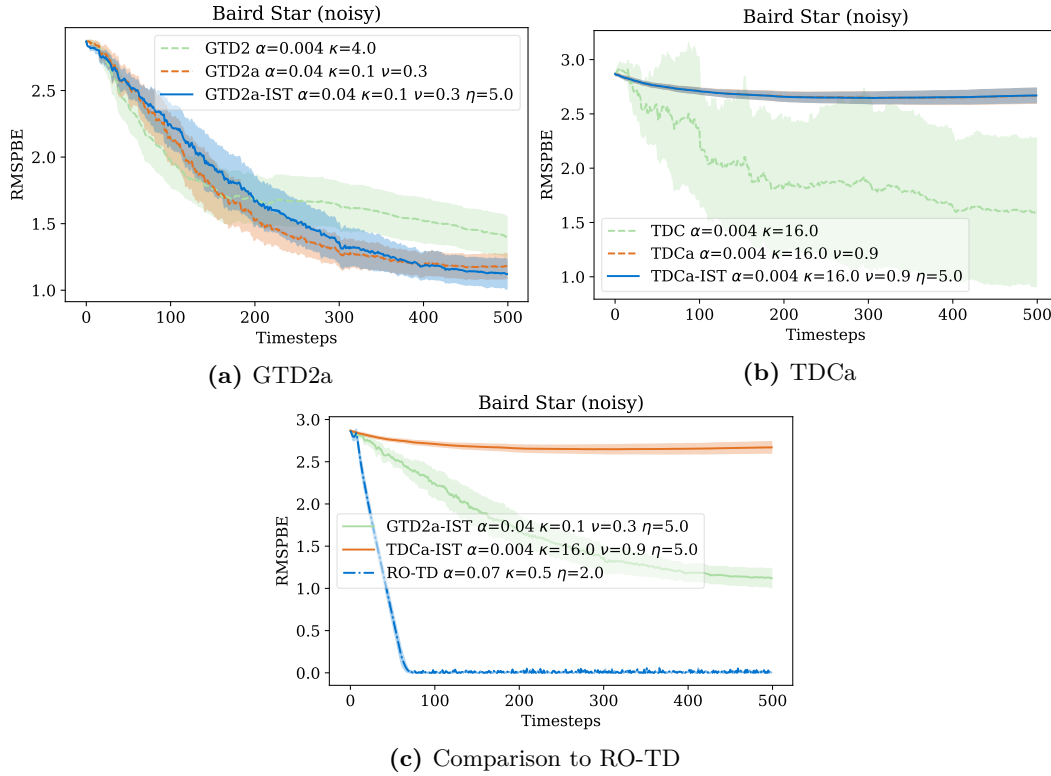 Baird Star (noisy)
GTD2 α=0.004 κ=4.0
GTD2a α=0.04 κ=0.1 ν=0.3
GTD2a-IST α=0.04 κ=0.1 ν=0.3 η=5.0
RMSPBE
2.5
2.0
1.5
1.0
0 100 200 300 400 500
Timesteps
(a) GTD2a
Baird Star (noisy)
TDC α=0.004 κ=16.0
TDCa α=0.004 κ=16.0 ν=0.9
TDCa-IST α=0.004 κ=16.0 ν=0.9 η=5.0
RMSPBE
3.0
2.5
2.0
1.5
1.0
0 100 200 300 400 500
Timesteps
(b) TDCa
Baird Star (noisy)
GTD2a-IST α=0.04 κ=0.1 ν=0.3 η=5.0
TDCa-IST α=0.004 κ=16.0 ν=0.9 η=5.0
RO-TD α=0.07 κ=0.5 η=2.0
RMSPBE
3.0
2.5
2.0
1.5
1.0
0.5
0.0
0 100 200 300 400 500
Timesteps
(c) Comparison to RO-TD